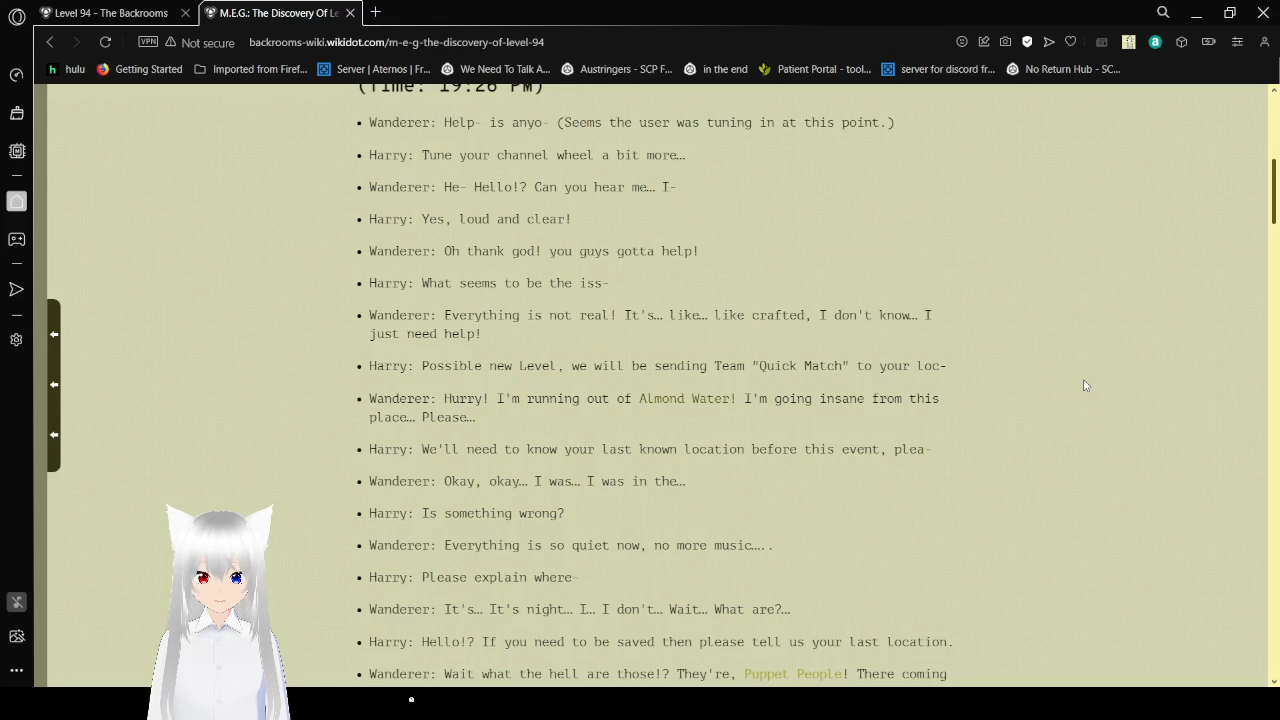 Level 94 - The Backrooms
M.E.G.: The Discovery Of Le
VPN
Not secure
backrooms-wiki.wikidot.com/m-e-g-the-discovery-of-level-94
hulu
Getting Started
Imported from Firef...
Server | Aternos | Fr...
We Need To Talk A...
Austringers - SCP F...
in the end
Patient Portal - tool...
server for discord fr...
No Return Hub - SC...
(Time: 19:26 PM)
• Wanderer: Help- is anyo- (Seems the user was tuning in at this point.)
• Harry: Tune your channel wheel a bit more…
• Wanderer: He- Hello!? Can you hear me… I-
• Harry: Yes, loud and clear!
• Wanderer: Oh thank god! you guys gotta help!
• Harry: What seems to be the iss-
• Wanderer: Everything is not real! It's… like… like crafted, I don't know… I
just need help!
• Harry: Possible new Level, we will be sending Team "Quick Match" to your loc-
• Wanderer: Hurry! I'm running out of Almond Water! I'm going insane from this
place… Please…
• Harry: We'll need to know your last known location before this event, plea-
• Wanderer: Okay, okay… I was… I was in the…
• Harry: Is something wrong?
• Wanderer: Everything is so quiet now, no more music…..
• Harry: Please explain where-
• Wanderer: It's… It's night… I… I don't… Wait… What are?…
• Harry: Hello!? If you need to be saved then please tell us your last location.
• Wanderer: Wait what the hell are those!? They're, Puppet People! There coming